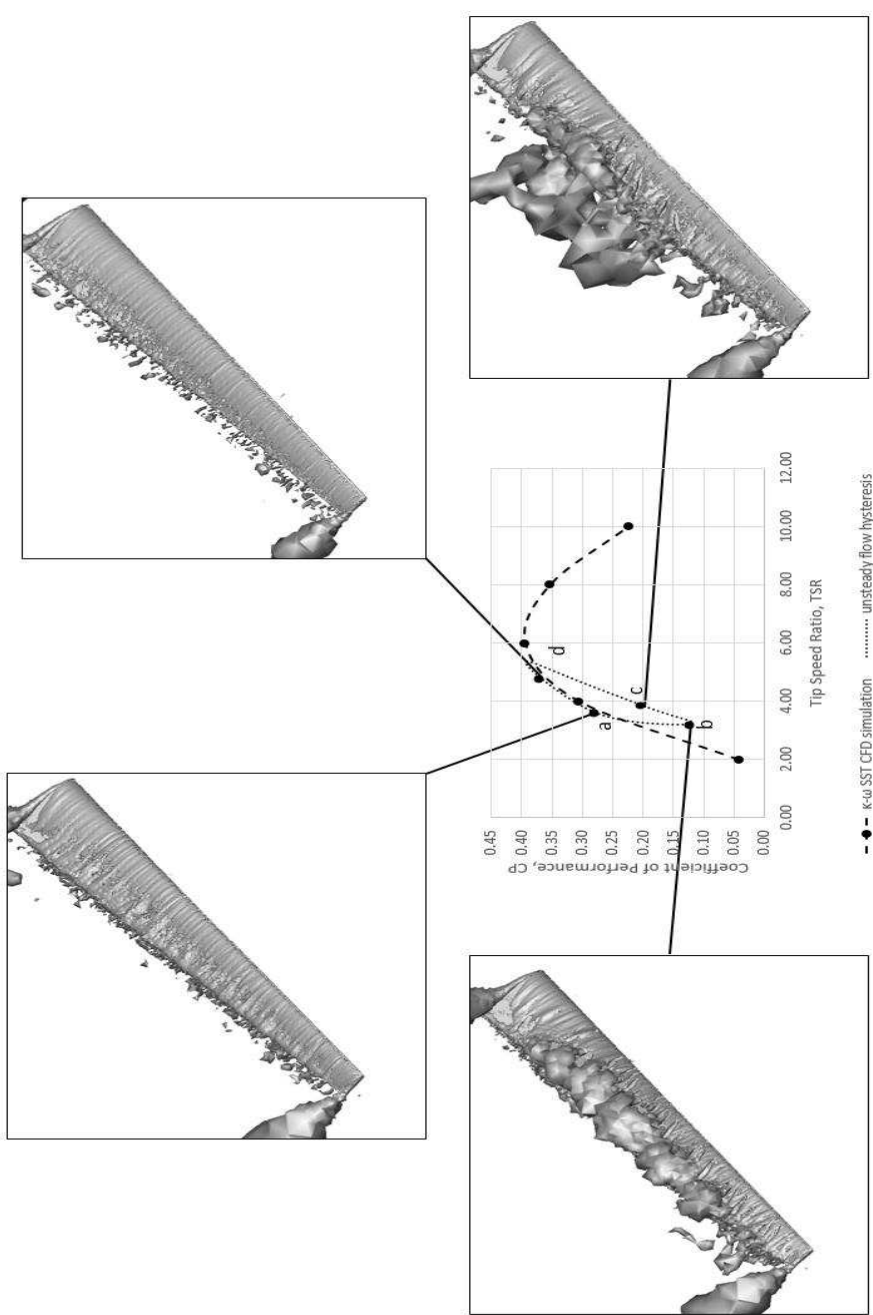 Coefficient of Performance, CP
0.45
0.40
0.35
0.30
0.25
0.20
0.15
0.10
0.05
0.00
0.00
2.00
4.00
6.00
8.00
10.00
12.00
a
b
c
d
Tip Speed Ratio, TSR
κ-ω SST CFD simulation
unsteady flow hysteresis